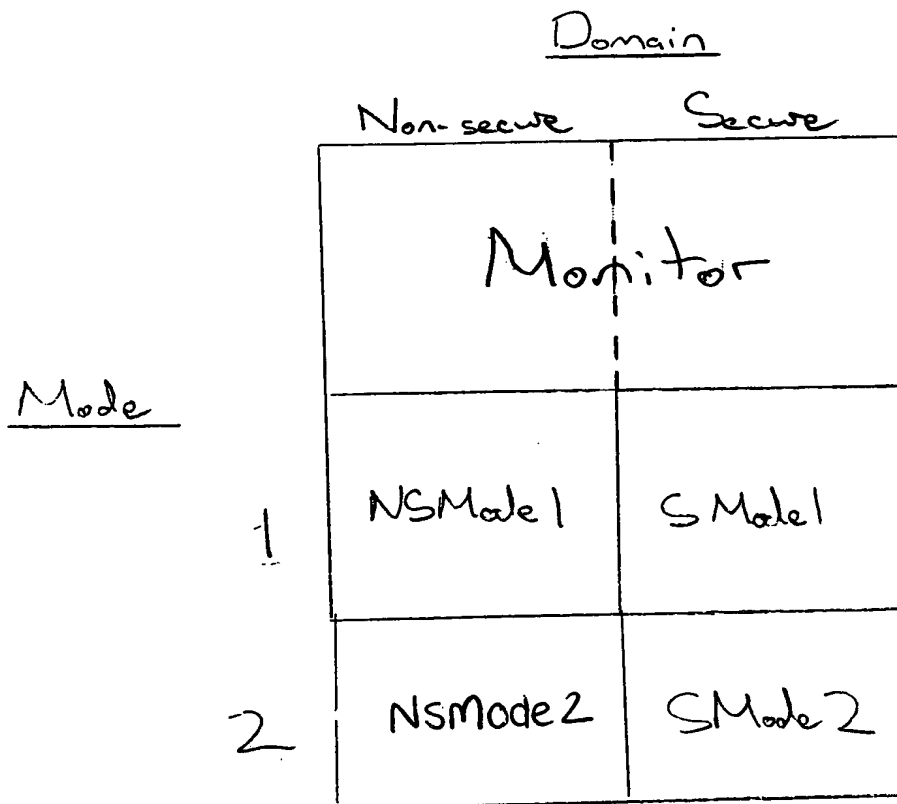 Domain
Non-secure Secure
Monitor
Mode
1 NSMode1 SMode1
2 NSMode2 SMode2